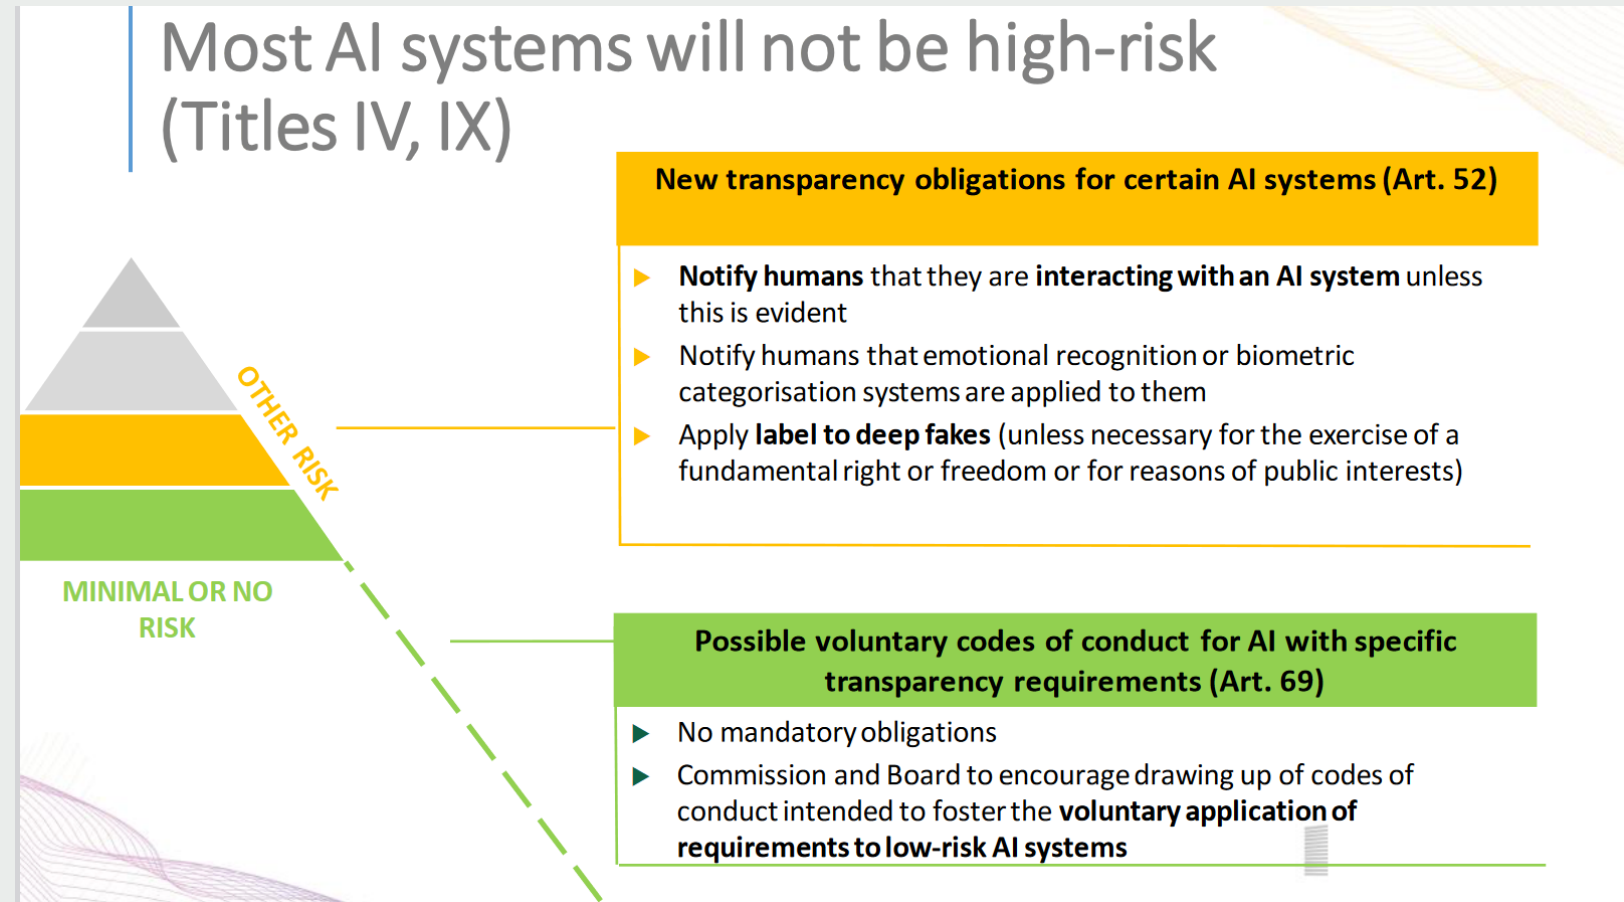 Most AI systems will not be high-risk
(Titles IV, IX)
New transparency obligations for certain AI systems (Art. 52)
Notify humans that they are interacting with an AI system unless
this is evident
Notify humans that emotional recognition or biometric
categorisation systems are applied to them
Apply label to deep fakes (unless necessary for the exercise of a
fundamental right or freedom or for reasons of public interests)
OTHER RISK
MINIMAL OR NO
RISK
Possible voluntary codes of conduct for AI with specific
transparency requirements (Art. 69)
No mandatory obligations
Commission and Board to encourage drawing up of codes of
conduct intended to foster the voluntary application of
requirements to low-risk AI systems